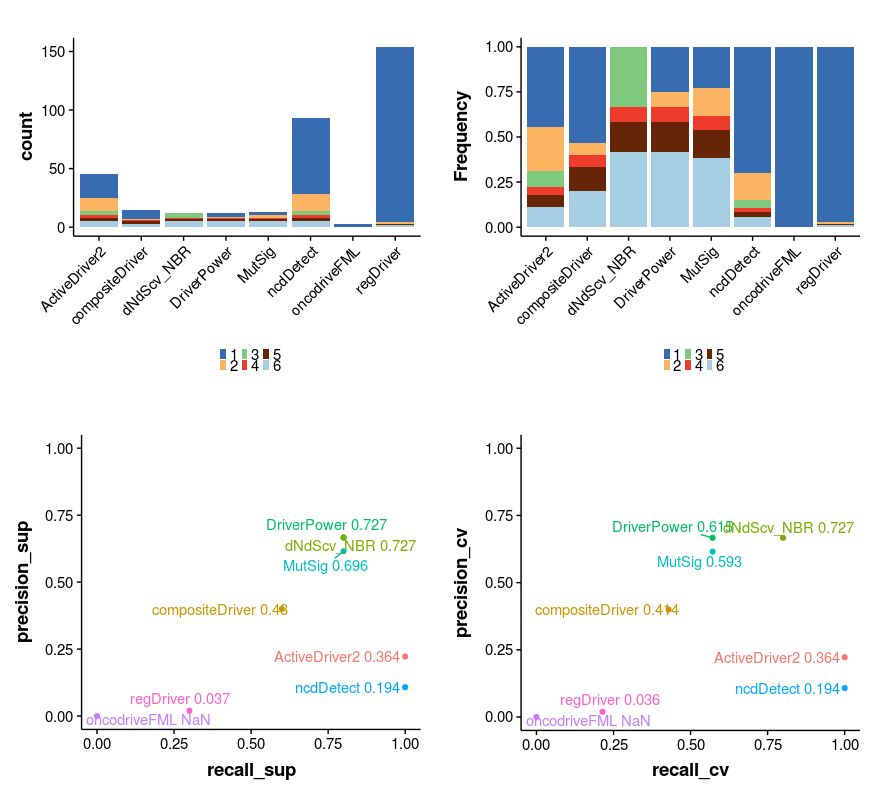 count
150
100
50
0
ActiveDriver2
compositeDriver
dNdScv_NBR
DriverPower
MutSig
ncdDetect
oncodriveFML
regDriver
1 3 5
2 4 6
Frequency
1.00
0.75
0.50
0.25
0.00
ActiveDriver2
compositeDriver
dNdScv_NBR
DriverPower
MutSig
ncdDetect
oncodriveFML
regDriver
1 3 5
2 4 6
precision_sup
1.00
0.75
0.50
0.25
0.00
DriverPower 0.727
dNdScv_NBR 0.727
MutSig 0.696
compositeDriver 0.48
ActiveDriver2 0.364
ncdDetect 0.194
regDriver 0.037
oncodriveFML NaN
0.00 0.25 0.50 0.75 1.00
recall_sup
precision_cv
1.00
0.75
0.50
0.25
0.00
DriverPower 0.615
dNdScv_NBR 0.727
MutSig 0.593
compositeDriver 0.414
ActiveDriver2 0.364
ncdDetect 0.194
regDriver 0.036
oncodriveFML NaN
0.00 0.25 0.50 0.75 1.00
recall_cv